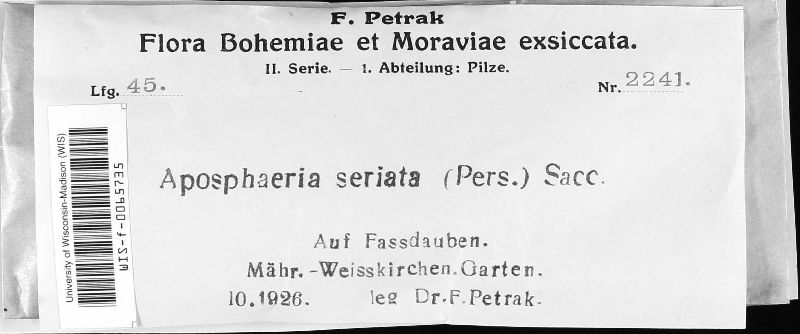 F. Petrak
Flora Bohemiae et Moraviae exsiccata.
II. Serie. — 1. Abteilung: Pilze.
Lfg. 45.
Nr. 2241.
University of Wisconsin-Madison (WIS)
WIS-f-0065735
Aposphaeria seriata (Pers.) Sacc.
Auf Fassdauben.
Mähr.-Weisskirchen.Garten.
10.1926. leg Dr.F.Petrak.